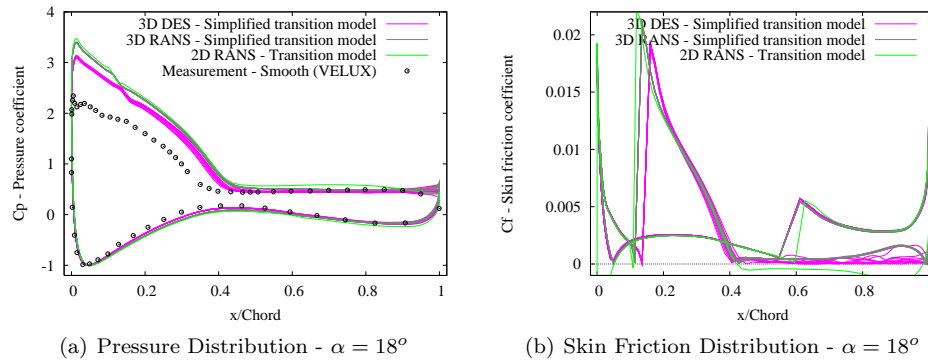 3D DES - Simplified transition model
3D RANS - Simplified transition model
2D RANS - Transition model
Measurement - Smooth (VELUX)
Cp - Pressure coefficient
4
3
2
1
0
-1
0 0.2 0.4 0.6 0.8 1
x/Chord
(a) Pressure Distribution - α = 18°
3D DES - Simplified transition model
3D RANS - Simplified transition model
2D RANS - Transition model
Cf - Skin friction coefficient
0.02
0.015
0.01
0.005
0
0 0.2 0.4 0.6 0.8 1
x/Chord
(b) Skin Friction Distribution - α = 18°